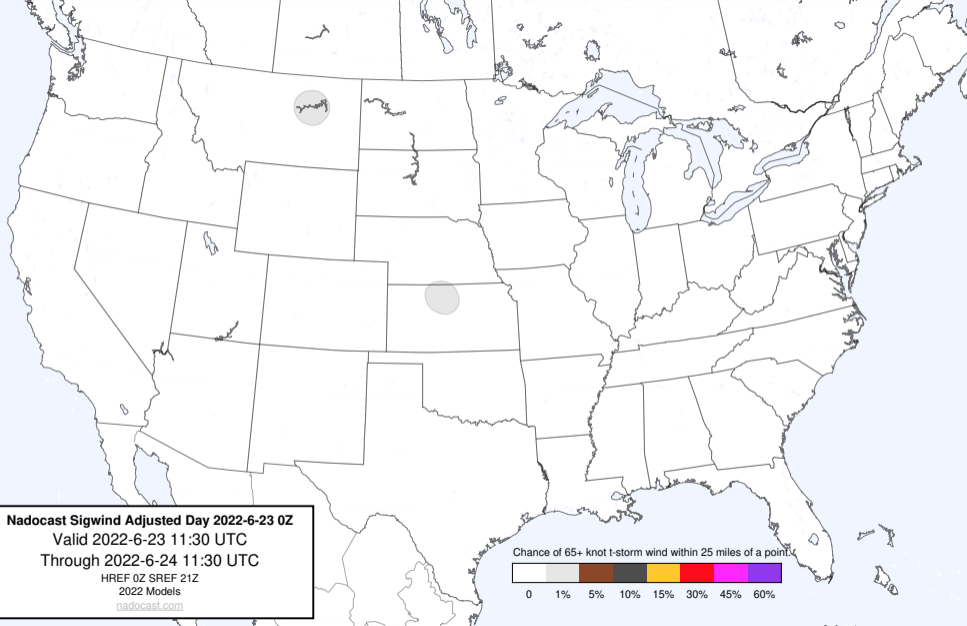 Nadocast Sigwind Adjusted Day 2022-6-23 0Z
Valid 2022-6-23 11:30 UTC
Through 2022-6-24 11:30 UTC
HREF 0Z SREF 21Z
2022 Models
nadocast.com
Chance of 65+ knot t-storm wind within 25 miles of a point.
0 1% 5% 10% 15% 30% 45% 60%